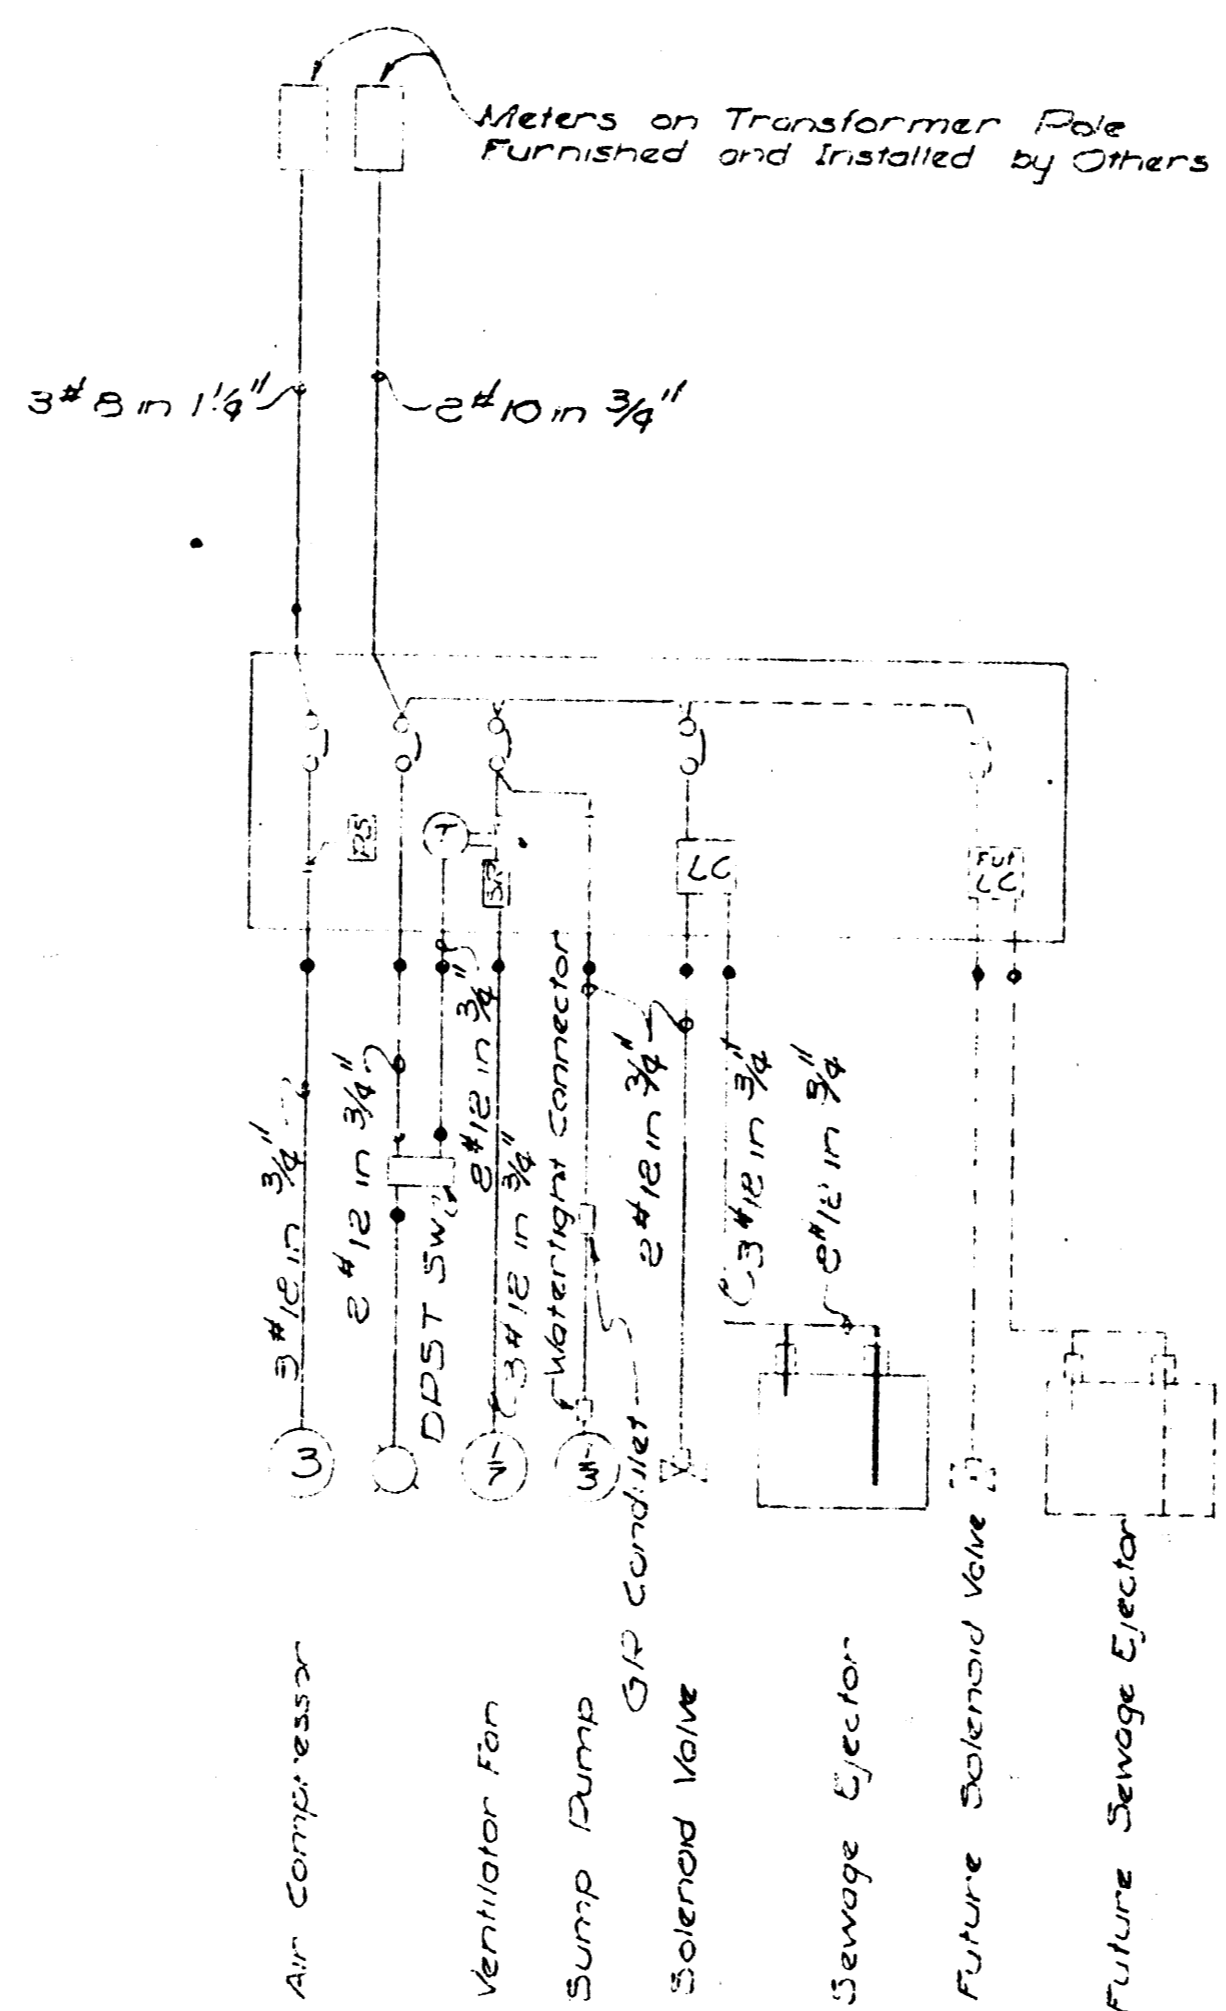 Meters on Transformer Pole
Furnished and Installed by Others
3 # 8 in 1 1/4"
2 # 10 in 3/4"
PS
T
SR
LC
Fut
LC
3 # 12 in 3/4"
2 # 12 in 3/4"
DPST Sw.
2 # 12 in 3/4"
3 # 12 in 3/4"
Watertight Connector
2 # 12 in 3/4"
3 # 12 in 3/4"
2 # 12 in 3/4"
3
GR Condulet
Air Compressor
Ventilator Fan
Sump Pump
Solenoid Valve
Sewage Ejector
Future Solenoid Valve
Future Sewage Ejector